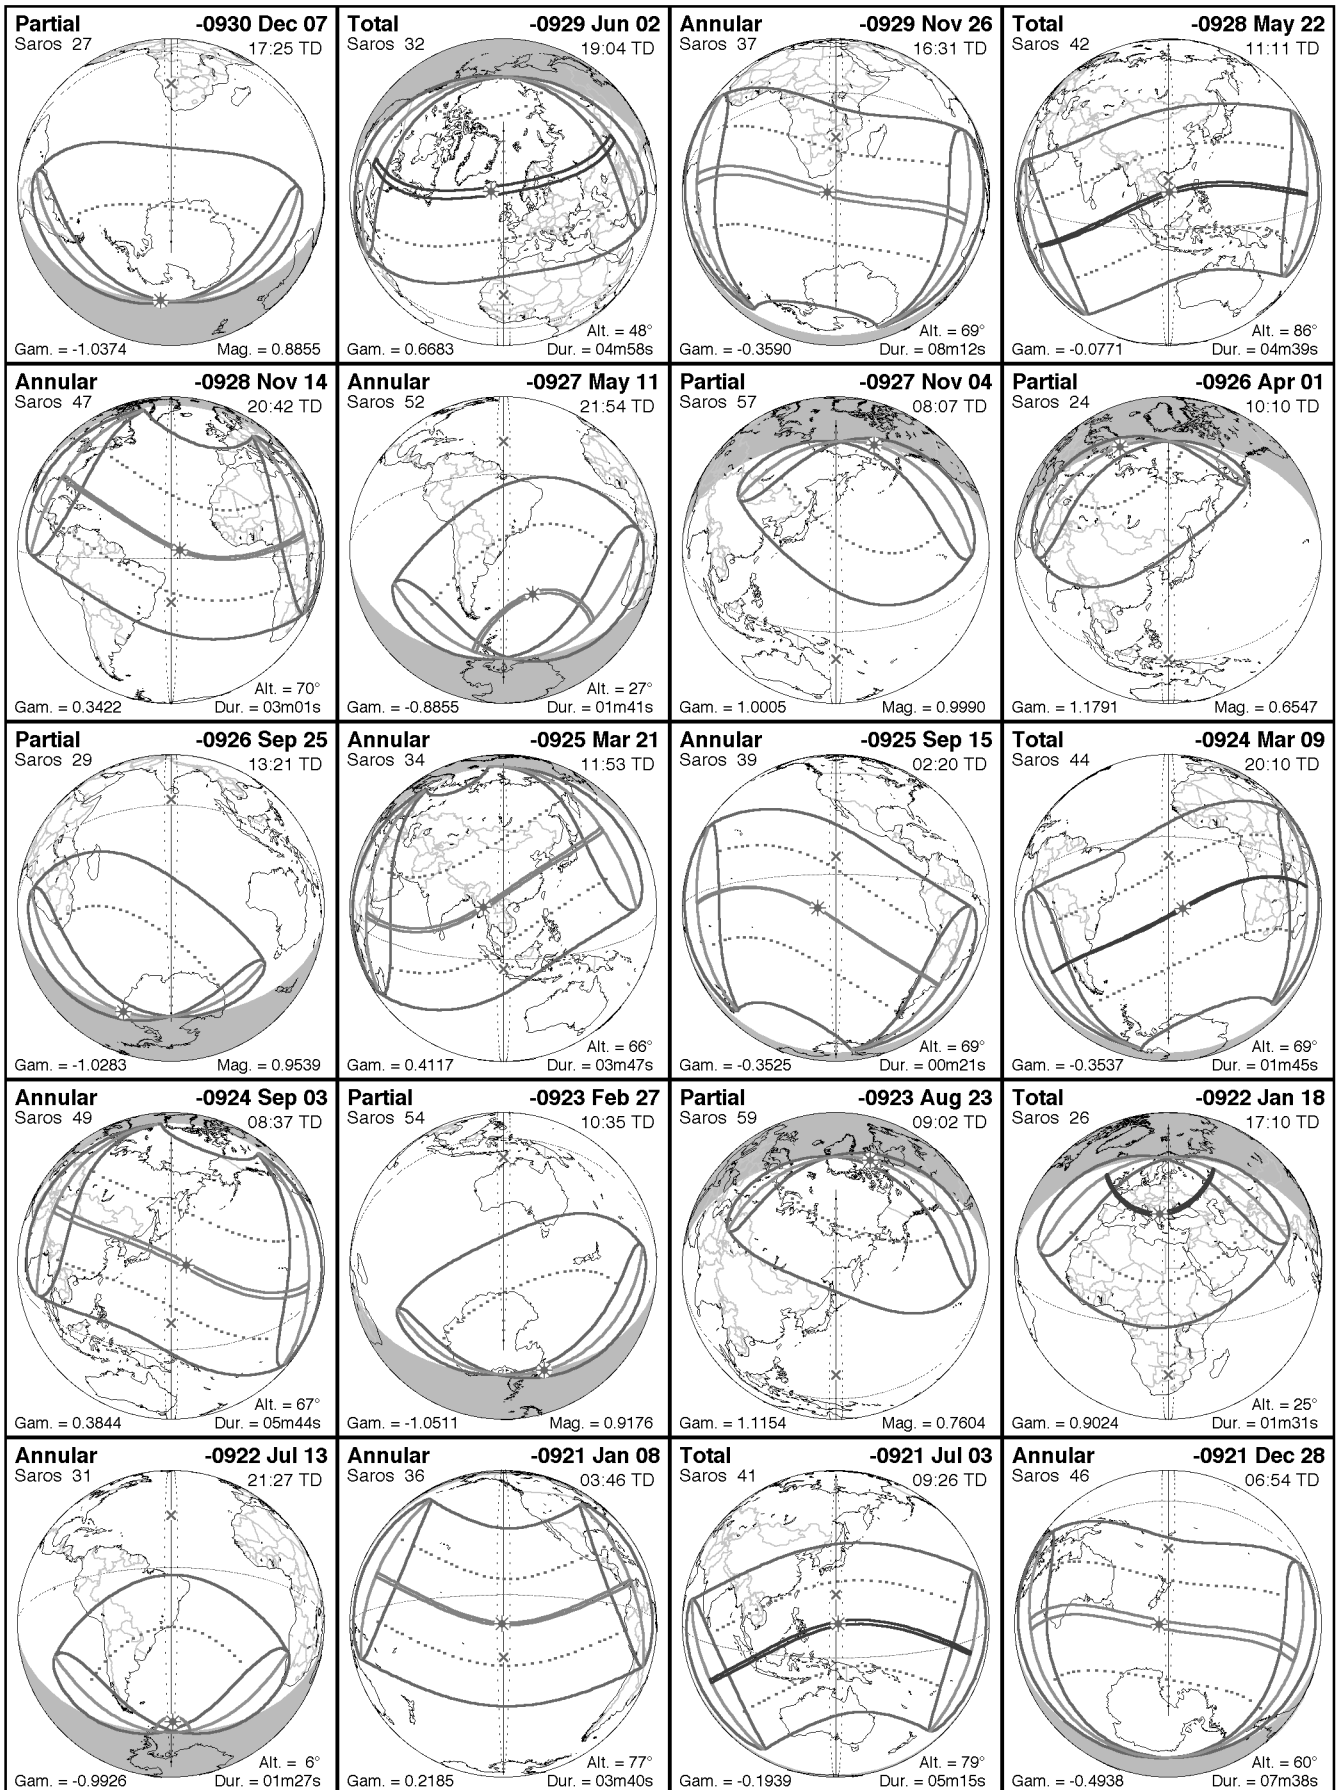 Partial -0930 Dec 07
Saros 27 17:25 TD
Gam. = -1.0374 Mag. = 0.8855
Total -0929 Jun 02
Saros 32 19:04 TD
Alt. = 48°
Gam. = 0.6683 Dur. = 04m58s
Annular -0929 Nov 26
Saros 37 16:31 TD
Alt. = 69°
Gam. = -0.3590 Dur. = 08m12s
Total -0928 May 22
Saros 42 11:11 TD
Alt. = 86°
Gam. = -0.0771 Dur. = 04m39s
Annular -0928 Nov 14
Saros 47 20:42 TD
Alt. = 70°
Gam. = 0.3422 Dur. = 03m01s
Annular -0927 May 11
Saros 52 21:54 TD
Alt. = 27°
Gam. = -0.8855 Dur. = 01m41s
Partial -0927 Nov 04
Saros 57 08:07 TD
Gam. = 1.0005 Mag. = 0.9990
Partial -0926 Apr 01
Saros 24 10:10 TD
Gam. = 1.1791 Mag. = 0.6547
Partial -0926 Sep 25
Saros 29 13:21 TD
Gam. = -1.0283 Mag. = 0.9539
Annular -0925 Mar 21
Saros 34 11:53 TD
Alt. = 66°
Gam. = 0.4117 Dur. = 03m47s
Annular -0925 Sep 15
Saros 39 02:20 TD
Alt. = 69°
Gam. = -0.3525 Dur. = 00m21s
Total -0924 Mar 09
Saros 44 20:10 TD
Alt. = 69°
Gam. = -0.3537 Dur. = 01m45s
Annular -0924 Sep 03
Saros 49 08:37 TD
Alt. = 67°
Gam. = 0.3844 Dur. = 05m44s
Partial -0923 Feb 27
Saros 54 10:35 TD
Gam. = -1.0511 Mag. = 0.9176
Partial -0923 Aug 23
Saros 59 09:02 TD
Gam. = 1.1154 Mag. = 0.7604
Total -0922 Jan 18
Saros 26 17:10 TD
Alt. = 25°
Gam. = 0.9024 Dur. = 01m31s
Annular -0922 Jul 13
Saros 31 21:27 TD
Alt. = 6°
Gam. = -0.9926 Dur. = 01m27s
Annular -0921 Jan 08
Saros 36 03:46 TD
Alt. = 77°
Gam. = 0.2185 Dur. = 03m40s
Total -0921 Jul 03
Saros 41 09:26 TD
Alt. = 79°
Gam. = -0.1939 Dur. = 05m15s
Annular -0921 Dec 28
Saros 46 06:54 TD
Alt. = 60°
Gam. = -0.4938 Dur. = 07m38s